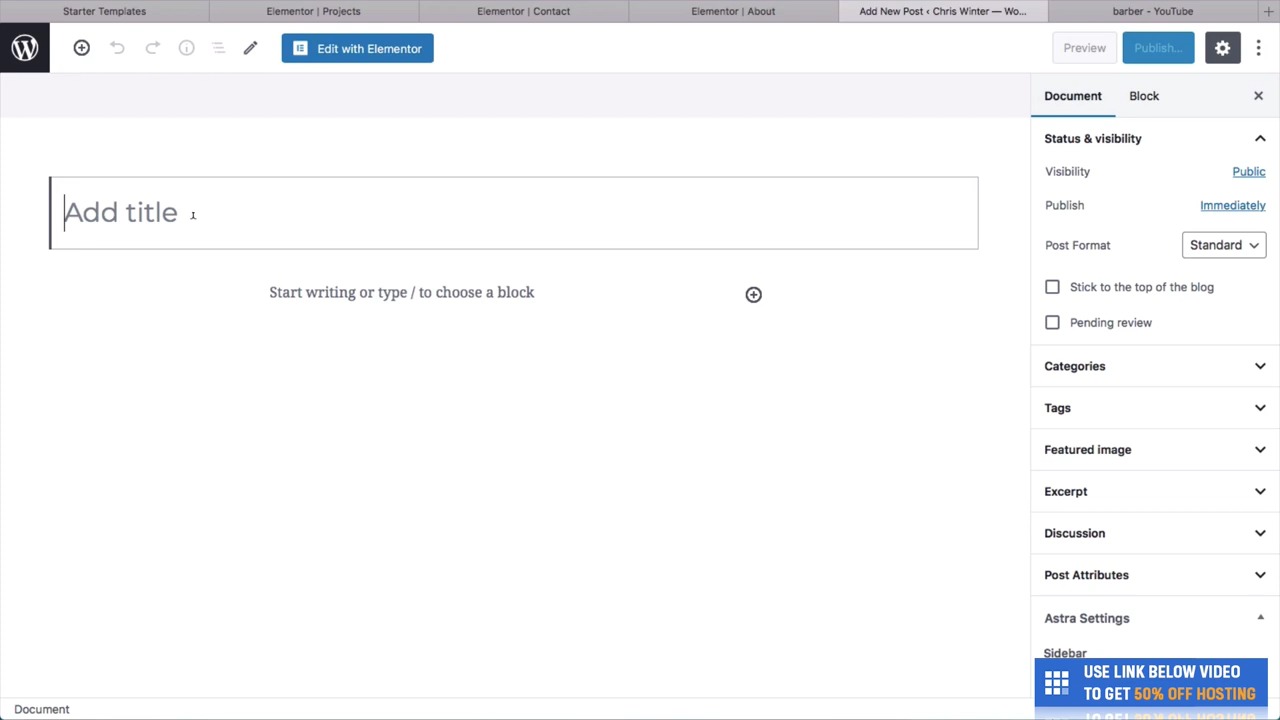 Starter Templates
Elementor | Projects
Elementor | Contact
Elementor | About
Add New Post ‹ Chris Winter — Wo...
barber - YouTube
Edit with Elementor
Preview
Publish...
Document
Block
Status & visibility
Visibility
Public
Publish
Immediately
Post Format
Standard
Stick to the top of the blog
Pending review
Categories
Tags
Featured image
Excerpt
Discussion
Post Attributes
Astra Settings
Sidebar
Add title
Start writing or type / to choose a block
USE LINK BELOW VIDEO
TO GET 50% OFF HOSTING
Document